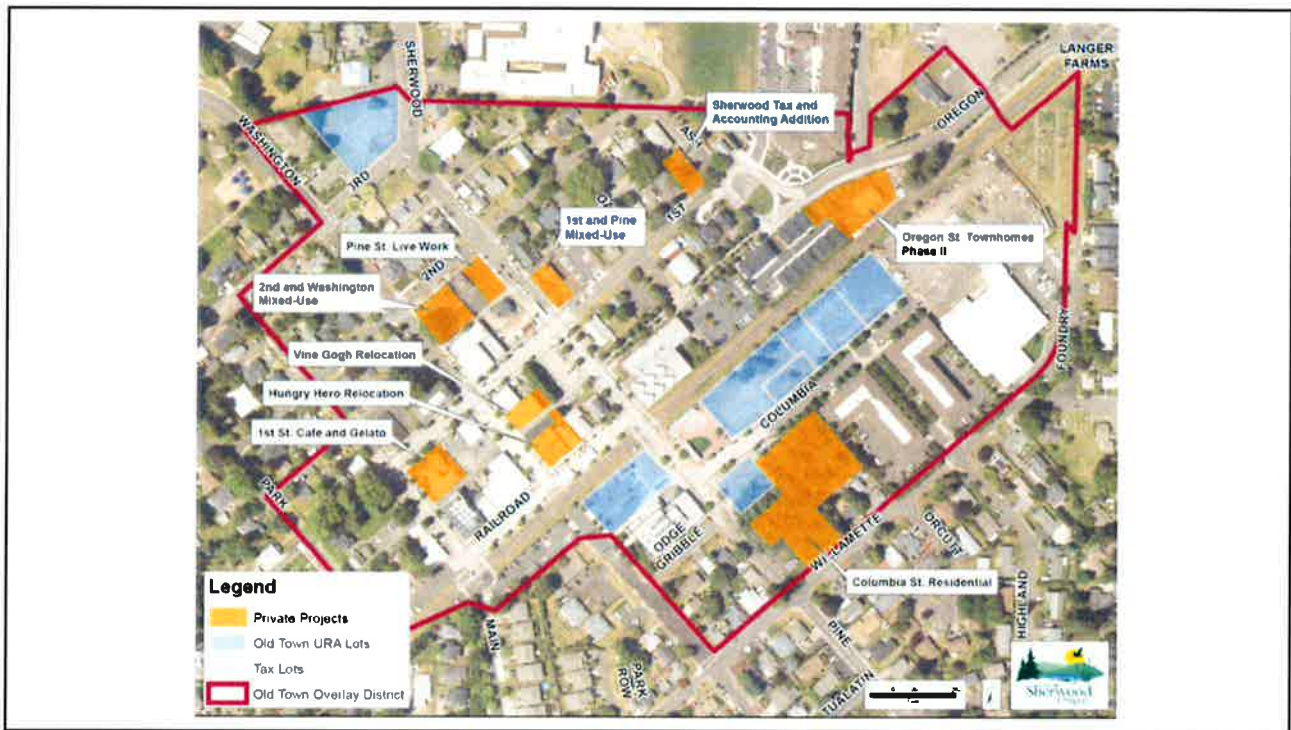 SHERWOOD
LANGER
FARMS
OREGON
WASHINGTON
3RD
Sherwood Tax and
Accounting Addition
ASH
1ST
1st and Pine
Mixed-Use
Pine St. Live Work
2ND
Oregon St. Townhomes
Phase II
2nd and Washington
Mixed-Use
FOUNDRY
Vine Gogh Relocation
Hungry Hero Relocation
1st St. Cafe and Gelato
COLUMBIA
PARK
RAILROAD
ODGE
GRIBBLE
WILLAMETTE
ORCUTT
Columbia St. Residential
HIGHLAND
PINE
MAIN
PARK
ROW
TUALATIN
Legend
Private Projects
Old Town URA Lots
Tax Lots
Old Town Overlay District
Sherwood